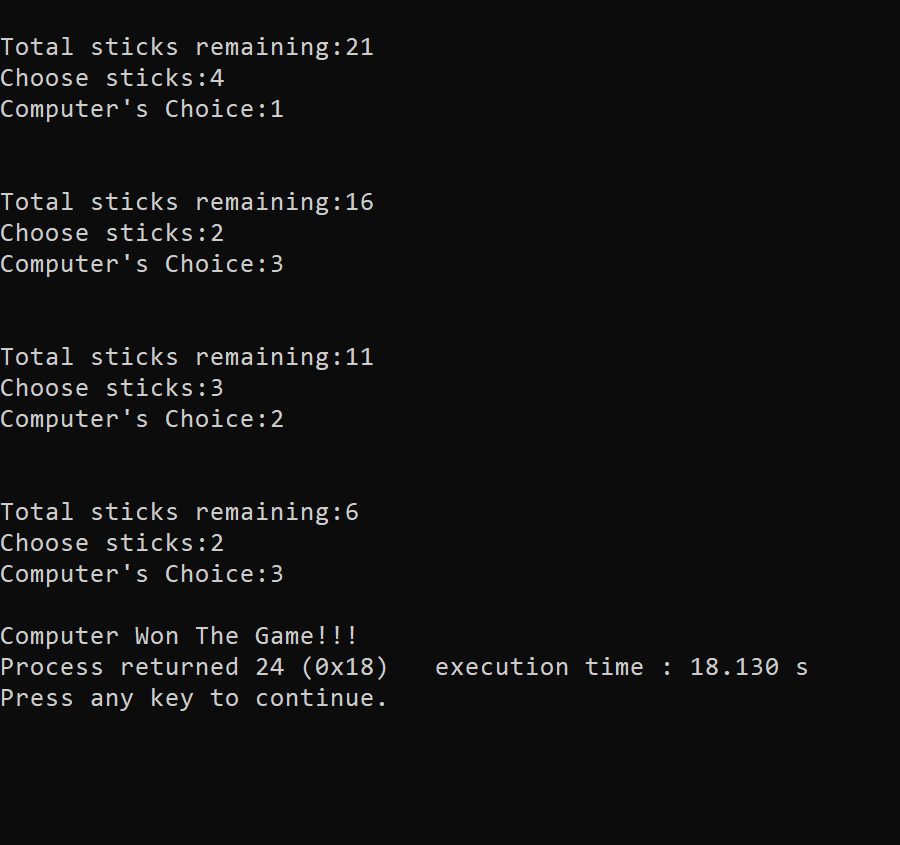 Total sticks remaining:21
Choose sticks:4
Computer's Choice:1
Total sticks remaining:16
Choose sticks:2
Computer's Choice:3
Total sticks remaining:11
Choose sticks:3
Computer's Choice:2
Total sticks remaining:6
Choose sticks:2
Computer's Choice:3
Computer Won The Game!!!
Process returned 24 (0x18)   execution time : 18.130 s
Press any key to continue.